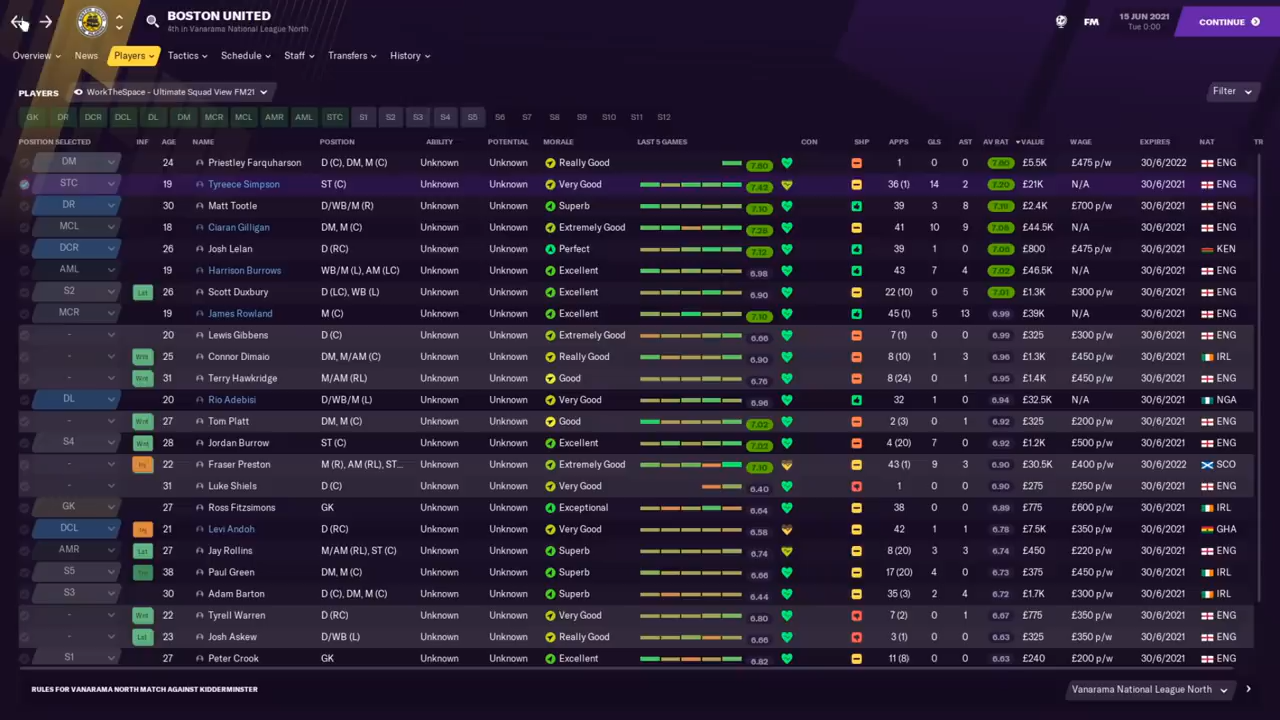 BOSTON UNITED
4th in Vanarama National League North
FM
15 JUN 2021
Tue 0:00
CONTINUE
Overview News Players Tactics Schedule Staff Transfers History
PLAYERS WorkTheSpace - Ultimate Squad View FM21 Filter
GK DR DCR DCL DL DM MCR MCL AMR AML STC S1 S2 S3 S4 S5 S6 S7 S8 S9 S10 S11 S12
POSITION SELECTED INF AGE NAME POSITION ABILITY POTENTIAL MORALE LAST 5 GAMES CON SHP APPS GLS AST AV RAT VALUE WAGE EXPIRES NAT TR
DM 24 Priestley Farquharson D (C), DM, M (C) Unknown Unknown Really Good 7.80 1 0 0 7.80 £5.5K £475 p/w 30/6/2022 ENG
STC 19 Tyreece Simpson ST (C) Unknown Unknown Very Good 7.42 36 (1) 14 2 7.20 £21K N/A 30/6/2021 ENG
DR 30 Matt Tootle D/WB/M (R) Unknown Unknown Superb 7.10 39 3 8 7.19 £2.4K £700 p/w 30/6/2021 ENG
MCL 18 Ciaran Gilligan DM, M (C) Unknown Unknown Extremely Good 7.26 41 10 9 7.06 £44.5K N/A 30/6/2021 ENG
DCR 26 Josh Lelan D (RC) Unknown Unknown Perfect 7.12 39 1 0 7.06 £800 £475 p/w 30/6/2021 KEN
AML 19 Harrison Burrows WB/M (L), AM (LC) Unknown Unknown Excellent 6.98 43 7 4 7.02 £46.5K N/A 30/6/2021 ENG
S2 Lst 26 Scott Duxbury D (LC), WB (L) Unknown Unknown Excellent 6.90 22 (10) 0 5 7.01 £1.3K £300 p/w 30/6/2021 ENG
MCR 19 James Rowland M (C) Unknown Unknown Excellent 7.10 45 (1) 5 13 6.99 £39K N/A 30/6/2021 ENG
- 20 Lewis Gibbens D (C) Unknown Unknown Extremely Good 6.66 7 (1) 0 0 6.99 £325 £300 p/w 30/6/2021 ENG
- Wnt 25 Connor Dimaio DM, M/AM (C) Unknown Unknown Really Good 6.90 8 (10) 1 3 6.96 £1.3K £450 p/w 30/6/2021 IRL
- Wnt 31 Terry Hawkridge M/AM (RL) Unknown Unknown Good 6.76 8 (24) 0 3 6.95 £1.4K £450 p/w 30/6/2021 ENG
DL 20 Rio Adebisi D/WB/M (L) Unknown Unknown Very Good 6.96 32 0 1 6.94 £32.5K N/A 30/6/2021 NGA
- Wnt 27 Tom Platt DM, M (C) Unknown Unknown Good 7.02 2 (3) 0 1 6.92 £325 £200 p/w 30/6/2021 ENG
S4 Wnt 28 Jordan Burrow ST (C) Unknown Unknown Excellent 7.02 4 (20) 7 0 6.92 £1.2K £500 p/w 30/6/2021 ENG
- Inj 22 Fraser Preston M (R), AM (RL), ST... Unknown Unknown Extremely Good 7.10 43 (1) 9 3 6.90 £30.5K £400 p/w 30/6/2022 SCO
- 31 Luke Shiels D (C) Unknown Unknown Very Good 6.40 1 0 0 6.90 £275 £250 p/w 30/6/2021 ENG
GK 27 Ross Fitzsimons GK Unknown Unknown Exceptional 6.64 38 0 0 6.89 £775 £600 p/w 30/6/2021 IRL
DCL Inj 21 Levi Andoh D (RC) Unknown Unknown Very Good 6.58 42 1 1 6.78 £7.5K £350 p/w 30/6/2021 GHA
AMR Lst 27 Jay Rollins M/AM (RL), ST (C) Unknown Unknown Superb 6.74 8 (20) 3 3 6.74 £450 £220 p/w 30/6/2021 ENG
S5 38 Paul Green DM, M (C) Unknown Unknown Superb 6.66 17 (20) 4 0 6.73 £375 £450 p/w 30/6/2021 IRL
S3 30 Adam Barton D (C), DM, M (C) Unknown Unknown Superb 6.44 35 (3) 2 4 6.72 £1.7K £300 p/w 30/6/2021 IRL
- Wnt 22 Tyrell Warren D (RC) Unknown Unknown Very Good 6.80 7 (2) 0 1 6.67 £775 £350 p/w 30/6/2021 ENG
- Lst 23 Josh Askew D/WB (L) Unknown Unknown Really Good 6.66 3 (1) 0 0 6.63 £325 £350 p/w 30/6/2021 ENG
S1 27 Peter Crook GK Unknown Unknown Excellent 6.82 11 (8) 0 0 6.63 £240 £200 p/w 30/6/2021 ENG
RULES FOR VANARAMA NORTH MATCH AGAINST KIDDERMINSTER Vanarama National League North